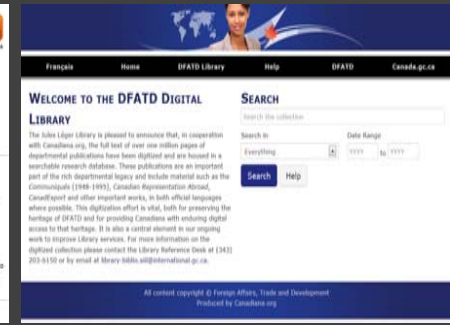 Français Home DFATD Library Help DFATD Canada.gc.ca
WELCOME TO THE DFATD DIGITAL
LIBRARY
The Jules Léger Library is pleased to announce that, in cooperation
with Canadiana.org, the full text of over one million pages of
departmental publications have been digitized and are housed in a
searchable research database. These publications are an important
part of the rich departmental legacy and include material such as the
Communiqués (1948-1995), Canadian Representation Abroad,
CanadExport and other important works, in both official languages
where possible. This digitization effort is vital, both for preserving the
heritage of DFATD and for providing Canadians with enduring digital
access to that heritage. It is also a central element in our ongoing
work to improve Library services. For more information on the
digitized collection please contact the Library Reference Desk at (343)
203-6150 or by email at
SEARCH
Search the collection
Search in Date Range
Everything YYYY to YYYY
Search Help
All content copyright © Foreign Affairs, Trade and Development
Produced by Canadiana.org